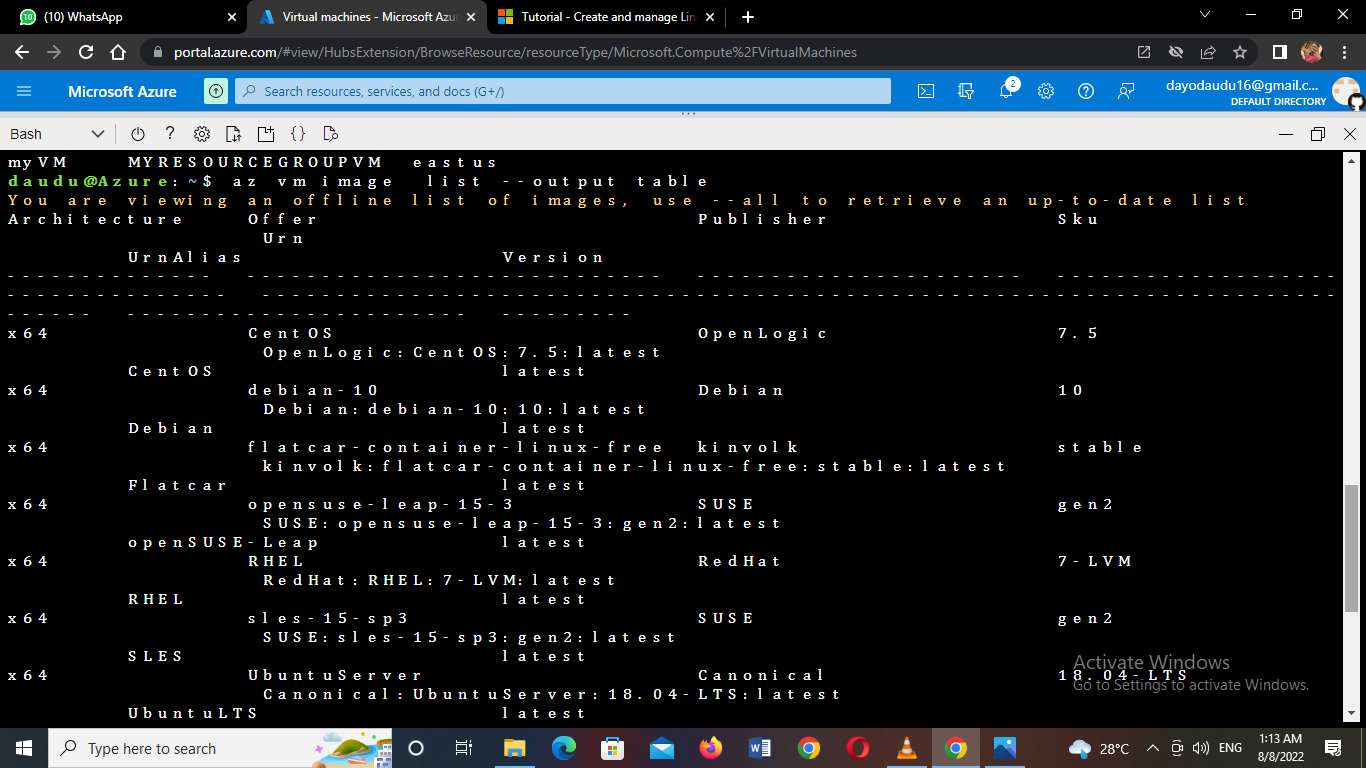 (10) WhatsApp
Virtual machines - Microsoft Azu
Tutorial - Create and manage Lin
portal.azure.com/#view/HubsExtension/BrowseResource/resourceType/Microsoft.Compute%2FVirtualMachines
Microsoft Azure
Search resources, services, and docs (G+/)
2
dayodaudu16@gmail.c...
DEFAULT DIRECTORY
Bash
myVM MYRESOURCEGROUPVM eastus
daudu@Azure:~$ az vm image list --output table
You are viewing an offline list of images, use --all to retrieve an up-to-date list
Architecture Offer Publisher Sku
Urn
UrnAlias Version
-------------- ---------------------------- ---------------------- -------------------
--------------- ------------------------------------------------------------------------
------ ----------------------- ---------
x64 CentOS OpenLogic 7.5
OpenLogic:CentOS:7.5:latest
CentOS latest
x64 debian-10 Debian 10
Debian:debian-10:10:latest
Debian latest
x64 flatcar-container-linux-free kinvolk stable
kinvolk:flatcar-container-linux-free:stable:latest
Flatcar latest
x64 opensuse-leap-15-3 SUSE gen2
SUSE:opensuse-leap-15-3:gen2:latest
openSUSE-Leap latest
x64 RHEL RedHat 7-LVM
RedHat:RHEL:7-LVM:latest
RHEL latest
x64 sles-15-sp3 SUSE gen2
SUSE:sles-15-sp3:gen2:latest
SLES latest
x64 UbuntuServer Canonical 18.04-LTS
Canonical:UbuntuServer:18.04-LTS:latest
UbuntuLTS latest
Activate Windows
Go to Settings to activate Windows.
Type here to search
28°C
ENG
1:13 AM
8/8/2022